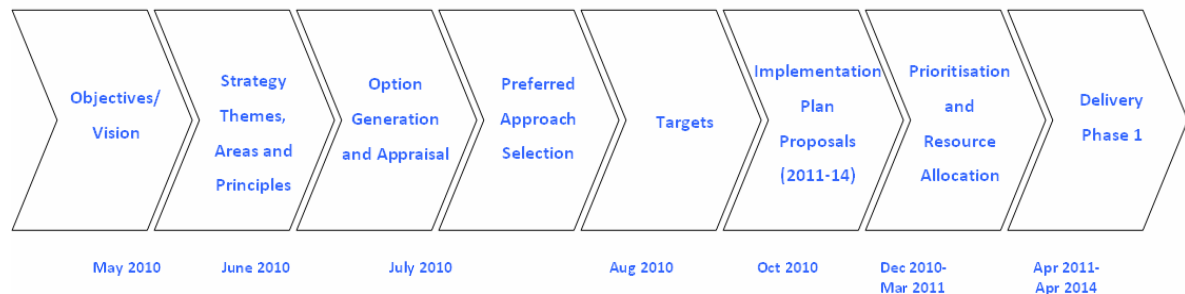 Objectives/
Vision
Strategy
Themes,
Areas and
Principles
Option
Generation
and Appraisal
Preferred
Approach
Selection
Targets
Implementation
Plan
Proposals
(2011-14)
Prioritisation
and
Resource
Allocation
Delivery
Phase 1
May 2010
June 2010
July 2010
Aug 2010
Oct 2010
Dec 2010-
Mar 2011
Apr 2011-
Apr 2014